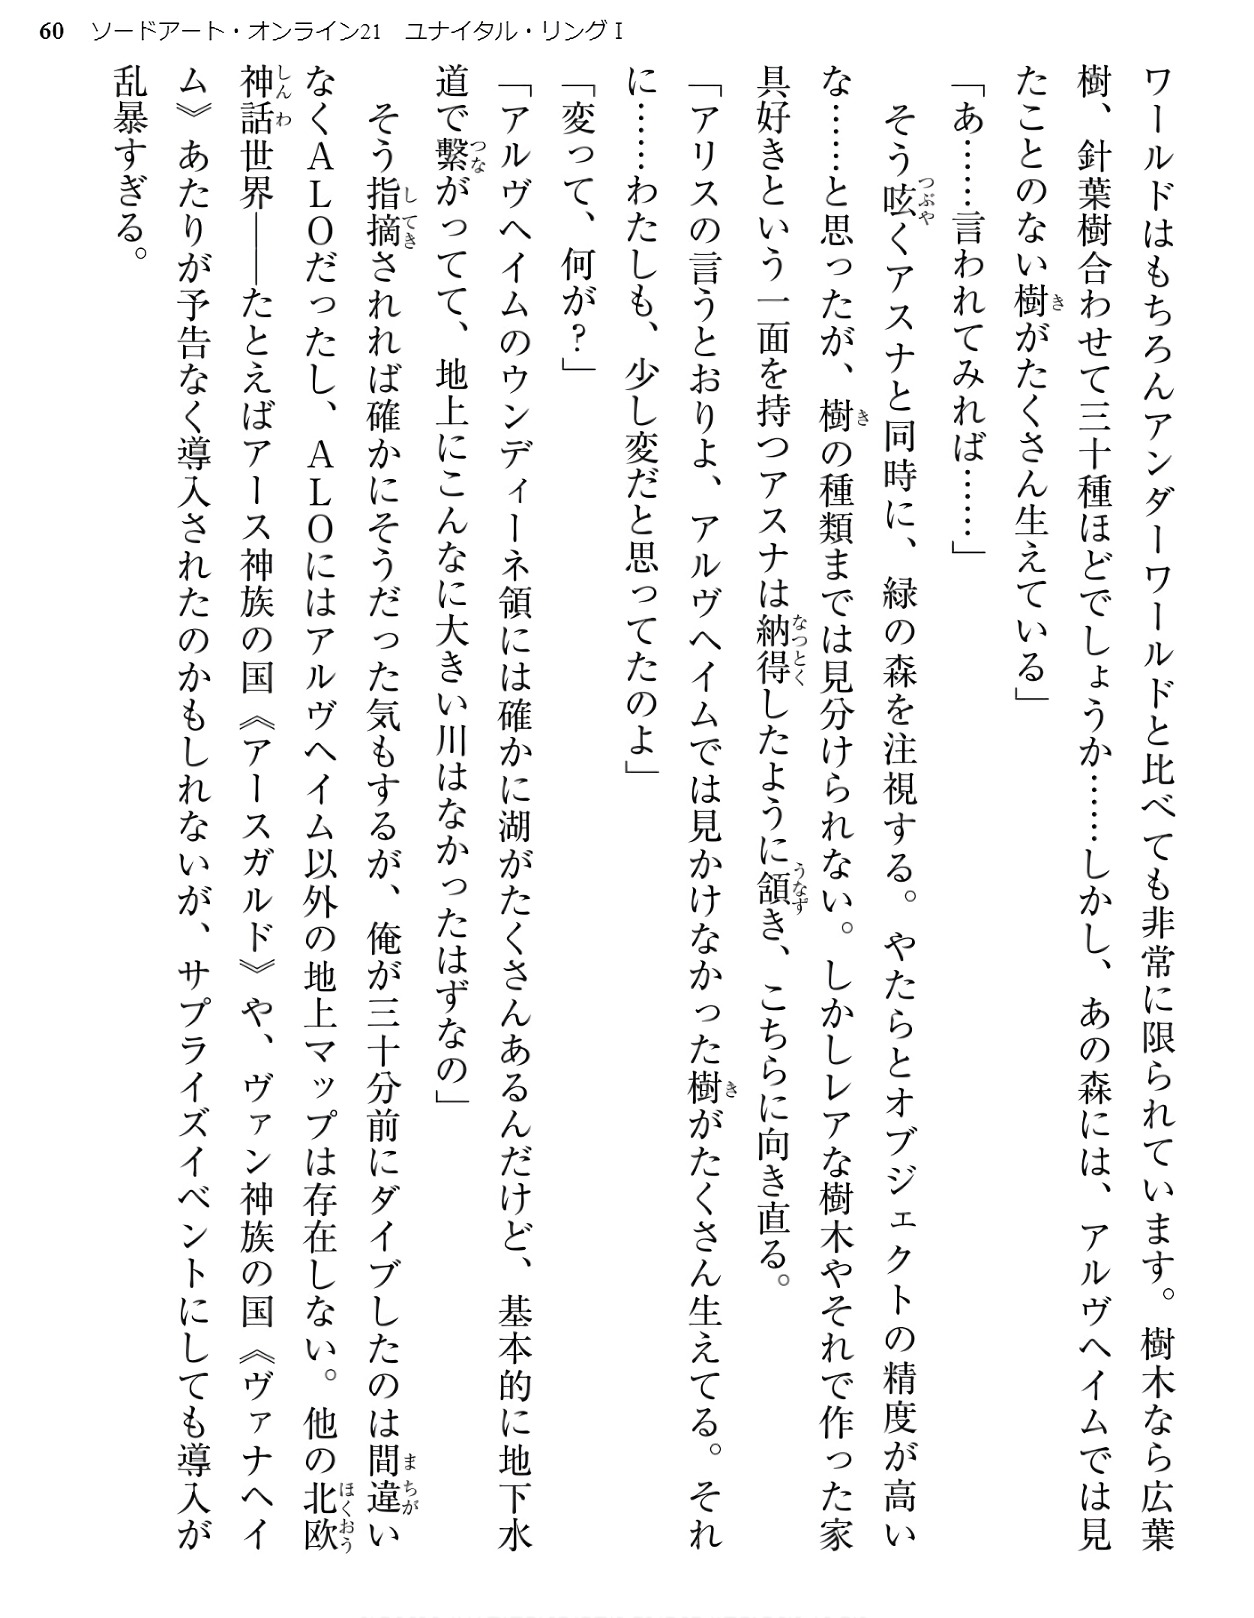 60 ソードアート・オンライン21 ユナイタル・リングⅠ
ワールドはもちろんアンダーワールドと比べても非常に限られています。樹木なら広葉
樹、針葉樹合わせて三十種ほどでしょうか……しかし、あの森には、アルヴヘイムでは見
たことのない樹がたくさん生えている」
「あ……言われてみれば……」
そう呟くアスナと同時に、緑の森を注視する。やたらとオブジェクトの精度が高い
な……と思ったが、樹の種類までは見分けられない。しかしレアな樹木やそれで作った家
具好きという一面を持つアスナは納得したように頷き、こちらに向き直る。
「アリスの言うとおりよ、アルヴヘイムでは見かけなかった樹がたくさん生えてる。それ
に……わたしも、少し変だと思ってたのよ」
「変って、何が？」
「アルヴヘイムのウンディーネ領には確かに湖がたくさんあるんだけど、基本的に地下水
道で繫がってて、地上にこんなに大きい川はなかったはずなの」
そう指摘されれば確かにそうだった気もするが、俺が三十分前にダイブしたのは間違い
なくＡＬＯだったし、ＡＬＯにはアルヴヘイム以外の地上マップは存在しない。他の北欧
神話世界――たとえばアース神族の国《アースガルド》や、ヴァン神族の国《ヴァナヘイ
ム》あたりが予告なく導入されたのかもしれないが、サプライズイベントにしても導入が
乱暴すぎる。